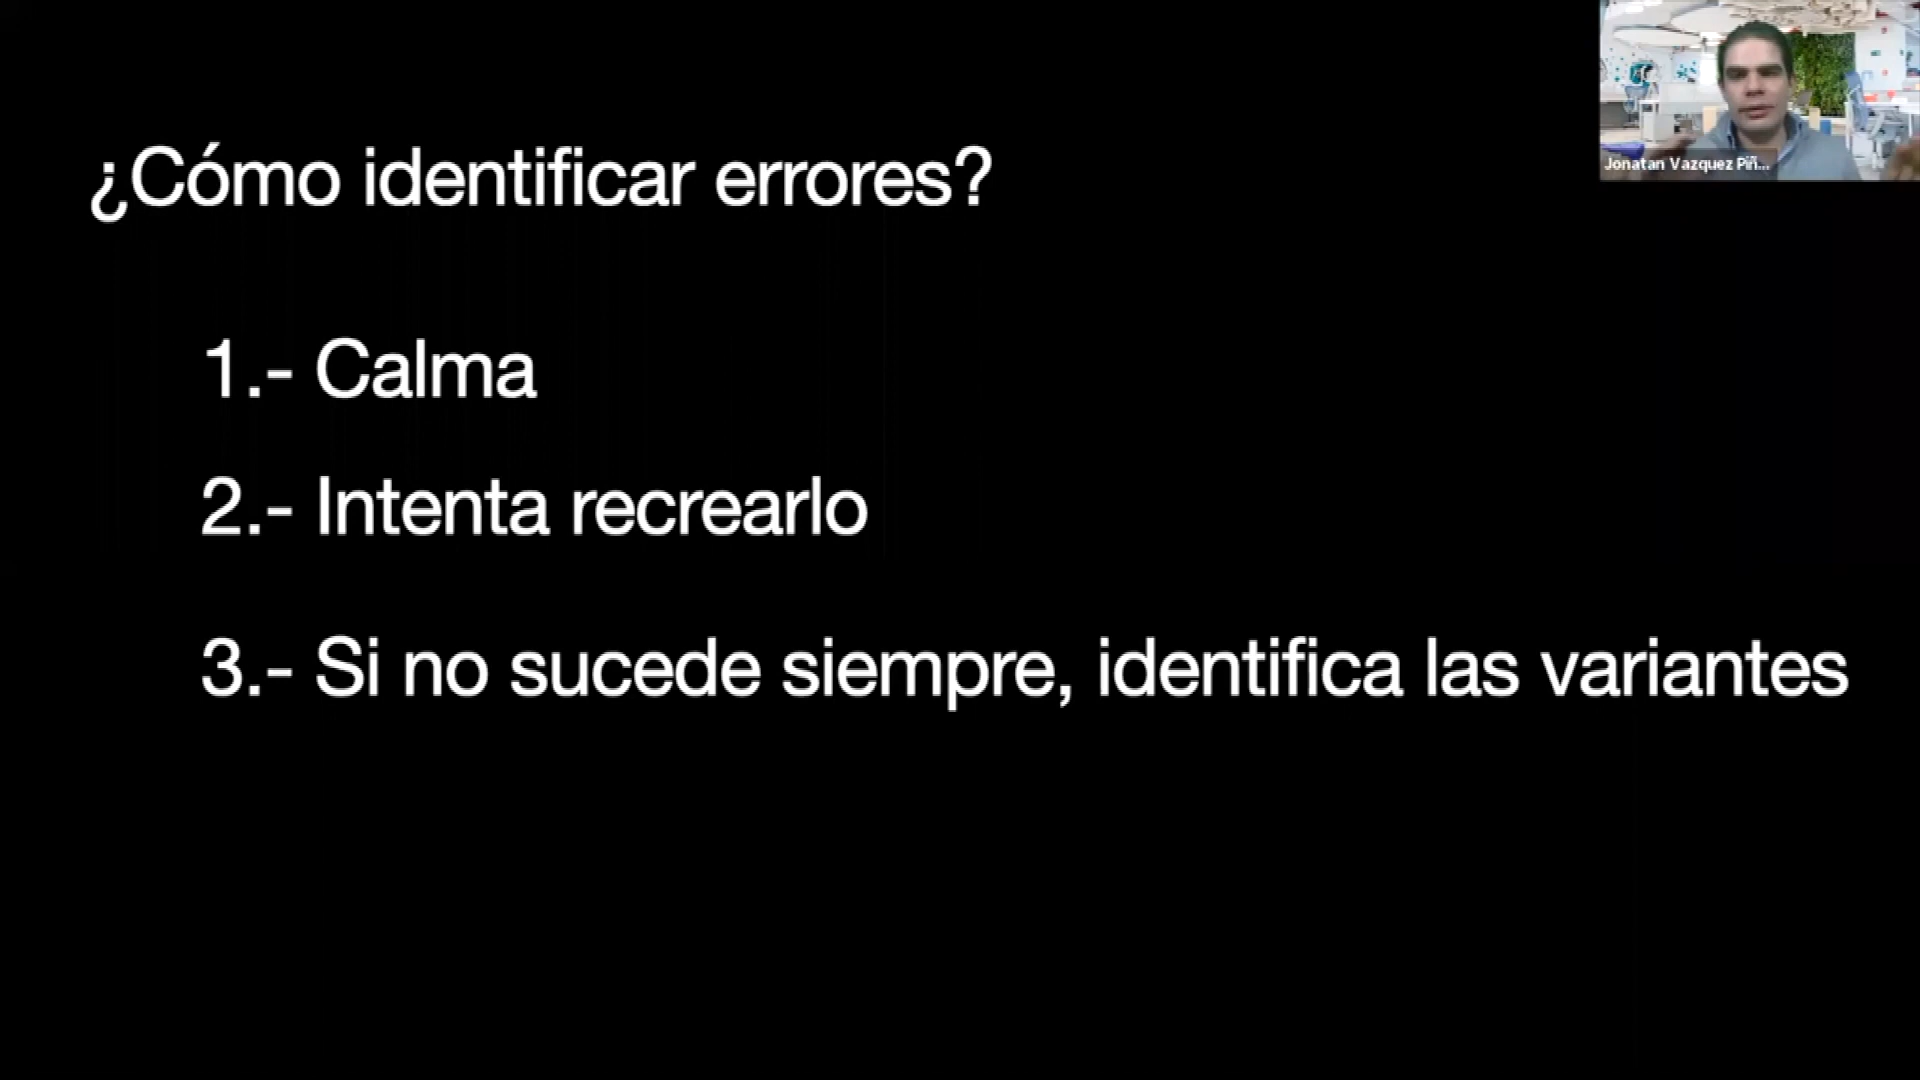 ¿Cómo identificar errores?
1.- Calma
2.- Intenta recrearlo
3.- Si no sucede siempre, identifica las variantes
Jonatan Vazquez Piñ...